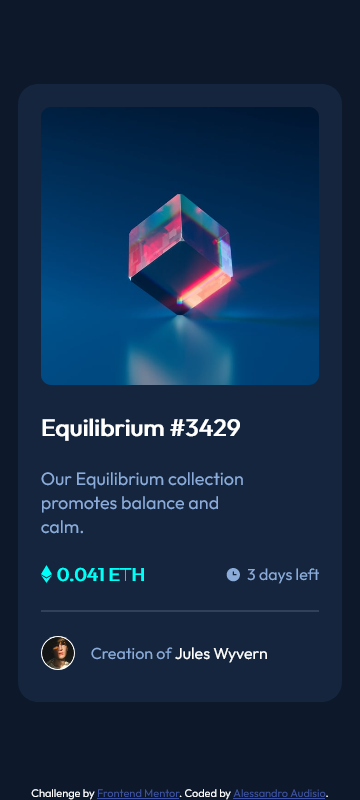 Equilibrium #3429
Our Equilibrium collection
promotes balance and
calm.
0.041 ETH
3 days left
Creation of Jules Wyvern
Challenge by Frontend Mentor. Coded by Alessandro Audisio.